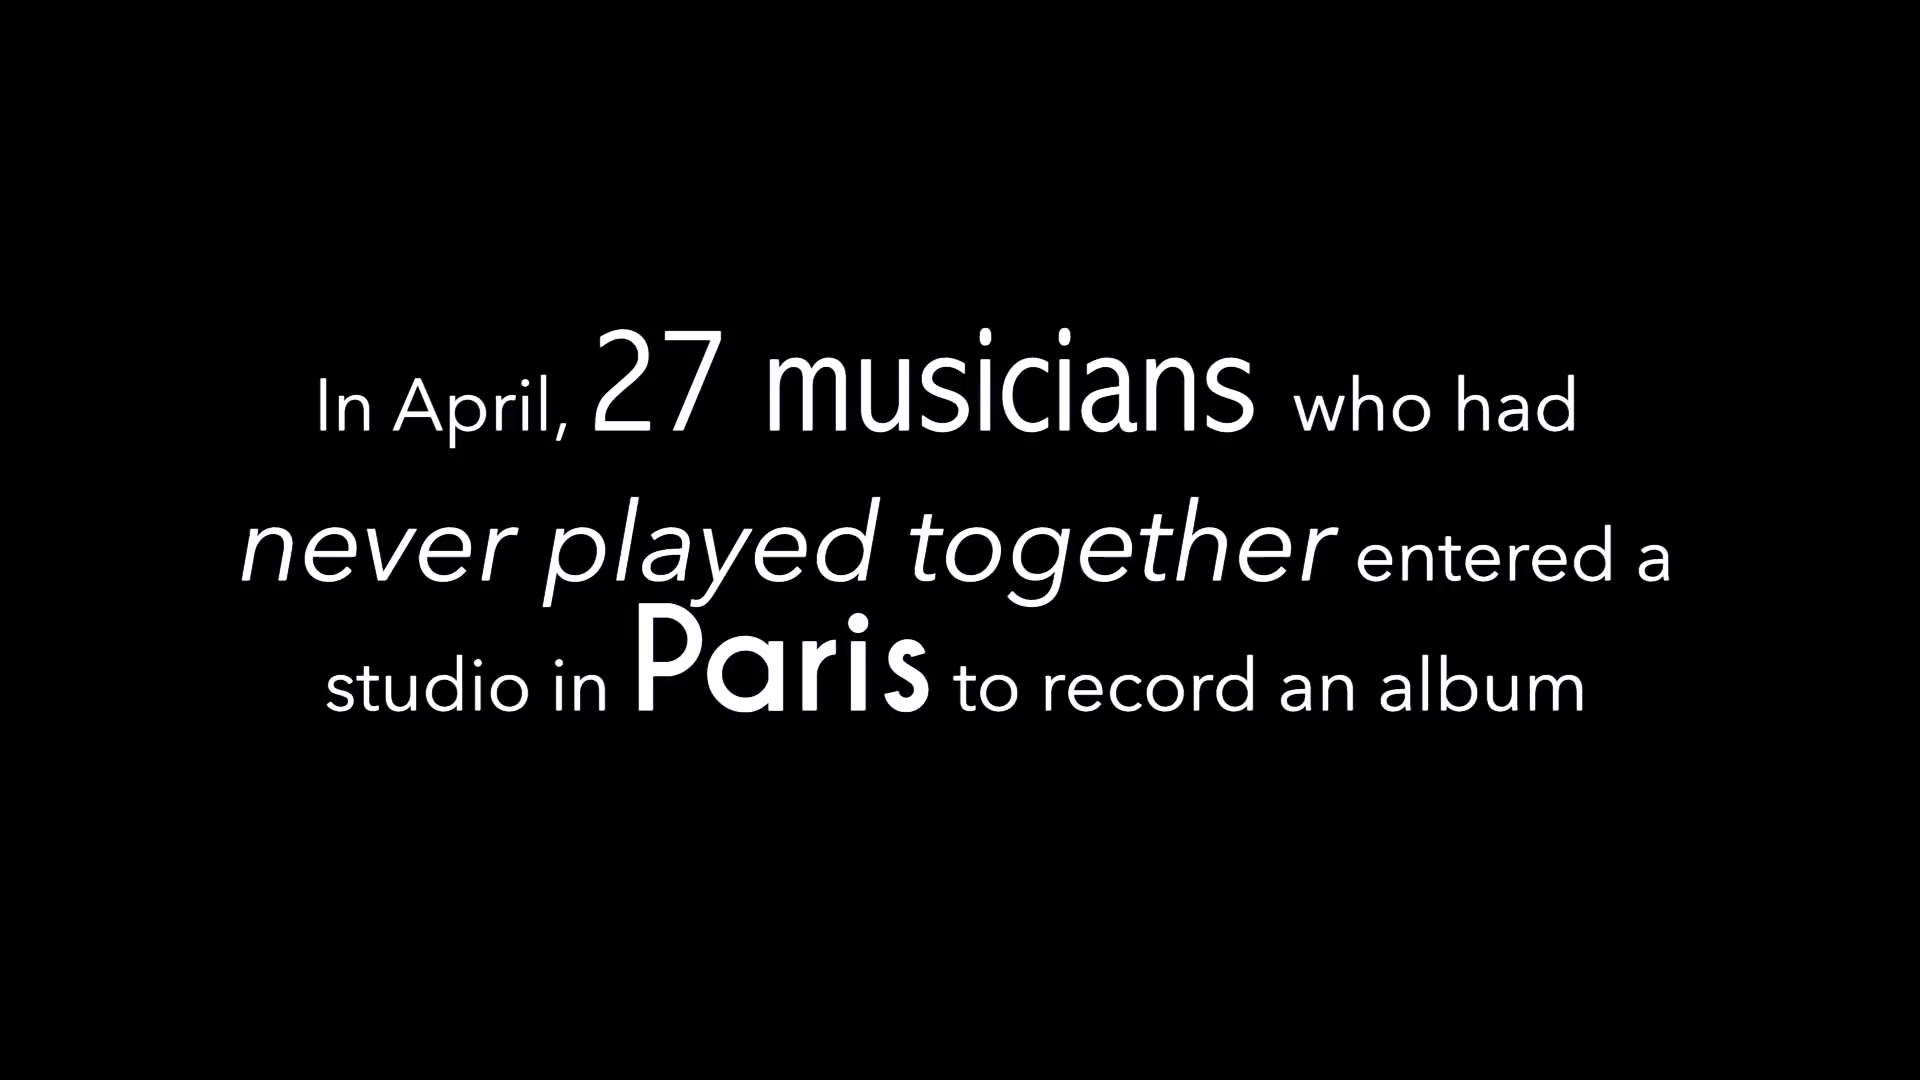 In April, 27 musicians who had
never played together entered a
studio in Paris to record an album